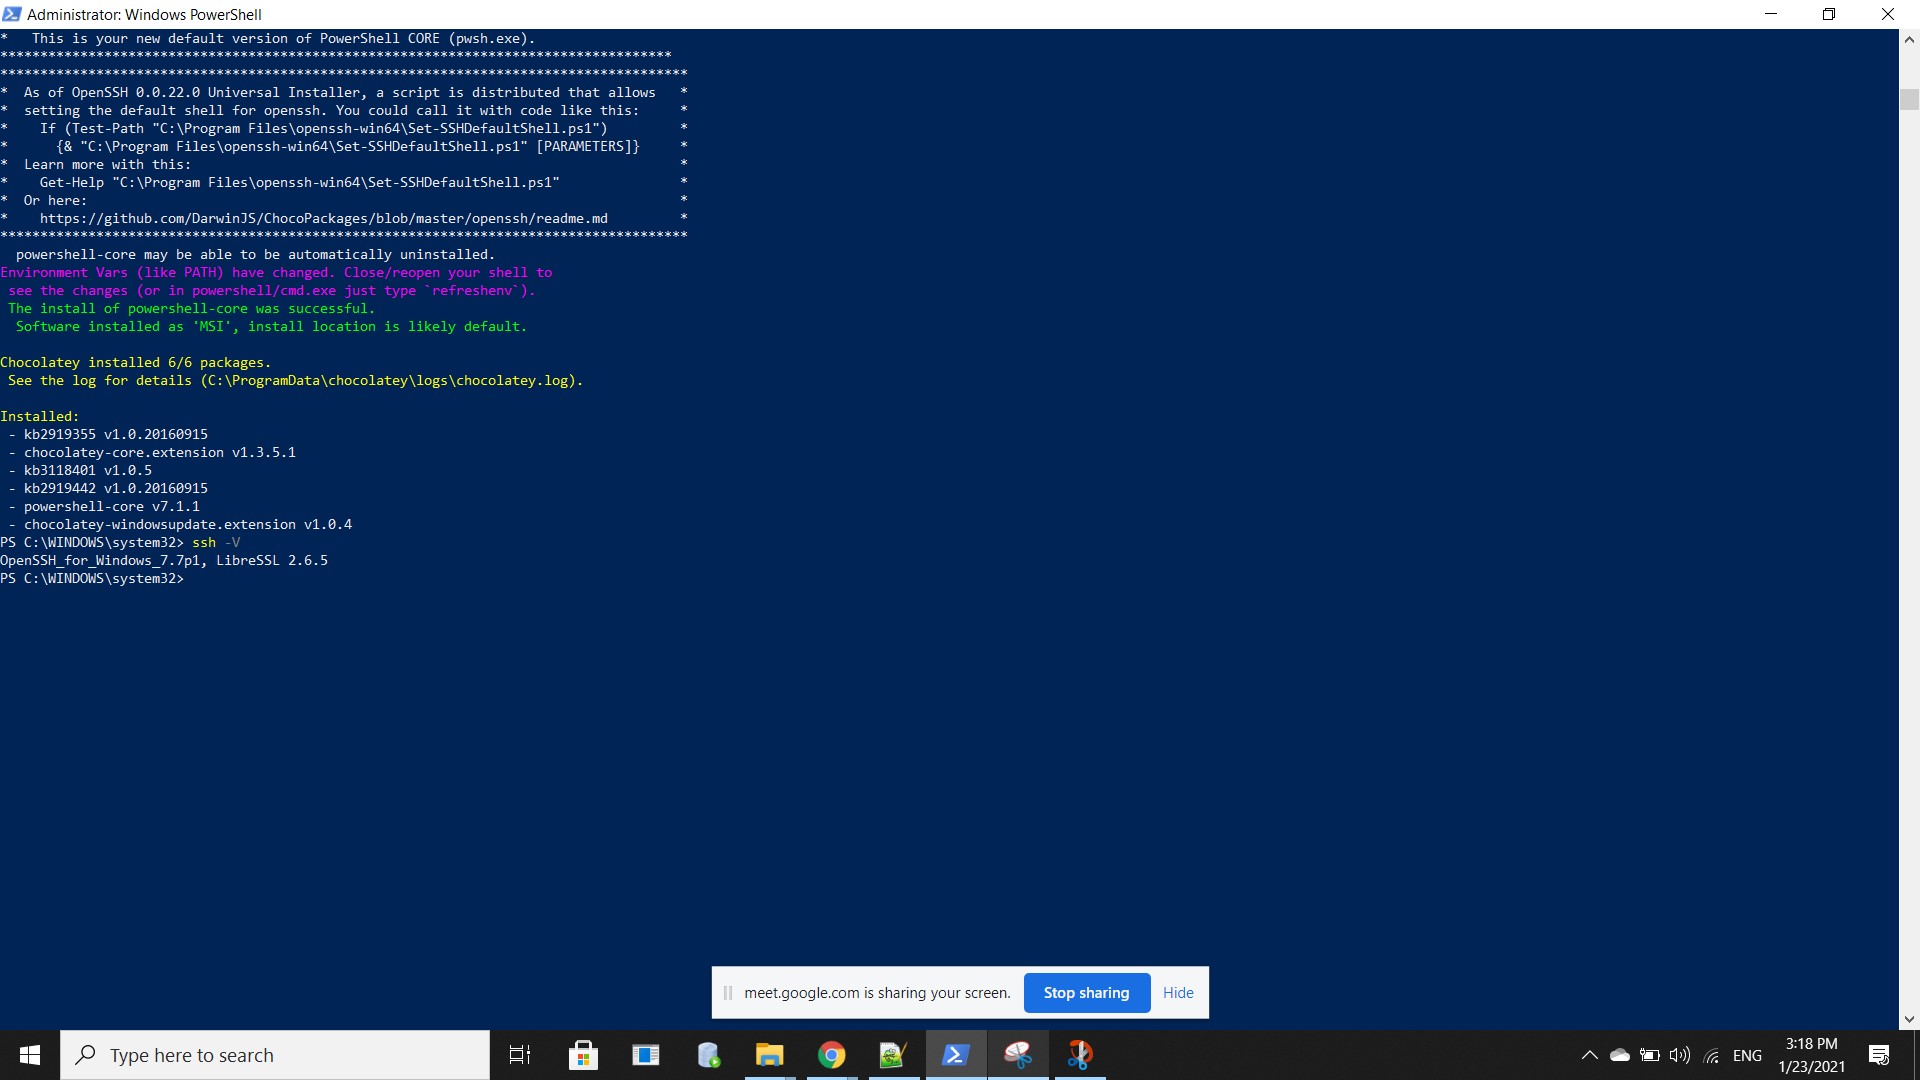 Administrator: Windows PowerShell
*   This is your new default version of PowerShell CORE (pwsh.exe).
************************************************************************************
**************************************************************************************
*  As of OpenSSH 0.0.22.0 Universal Installer, a script is distributed that allows   *
*  setting the default shell for openssh. You could call it with code like this:     *
*    If (Test-Path "C:\Program Files\openssh-win64\Set-SSHDefaultShell.ps1")         *
*      {& "C:\Program Files\openssh-win64\Set-SSHDefaultShell.ps1" [PARAMETERS]}     *
*  Learn more with this:                                                             *
*    Get-Help "C:\Program Files\openssh-win64\Set-SSHDefaultShell.ps1"               *
*  Or here:                                                                          *
*    https://github.com/DarwinJS/ChocoPackages/blob/master/openssh/readme.md         *
**************************************************************************************
  powershell-core may be able to be automatically uninstalled.
Environment Vars (like PATH) have changed. Close/reopen your shell to
 see the changes (or in powershell/cmd.exe just type `refreshenv`).
 The install of powershell-core was successful.
  Software installed as 'MSI', install location is likely default.
Chocolatey installed 6/6 packages.
 See the log for details (C:\ProgramData\chocolatey\logs\chocolatey.log).
Installed:
 - kb2919355 v1.0.20160915
 - chocolatey-core.extension v1.3.5.1
 - kb3118401 v1.0.5
 - kb2919442 v1.0.20160915
 - powershell-core v7.1.1
 - chocolatey-windowsupdate.extension v1.0.4
PS C:\WINDOWS\system32> ssh -V
OpenSSH_for_Windows_7.7p1, LibreSSL 2.6.5
PS C:\WINDOWS\system32>
meet.google.com is sharing your screen.
Stop sharing
Hide
Type here to search
ENG
3:18 PM
1/23/2021